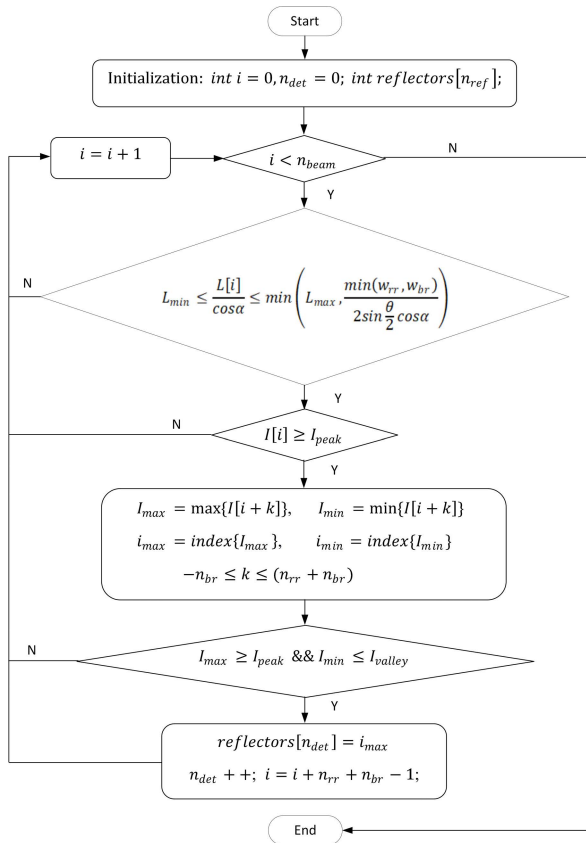 Start
Initialization: int i = 0, n_det = 0; int reflectors[n_ref];
i = i + 1
i < n_beam
N
Y
N
L_min ≤ L[i]/cosα ≤ min(L_max, min(w_rr, w_br)/(2sin θ/2 cosα))
Y
N
I[i] ≥ I_peak
Y
I_max = max{I[i + k]}, I_min = min{I[i + k]}
i_max = index{I_max}, i_min = index{I_min}
−n_br ≤ k ≤ (n_rr + n_br)
N
I_max ≥ I_peak && I_min ≤ I_valley
Y
reflectors[n_det] = i_max
n_det ++; i = i + n_rr + n_br − 1;
End